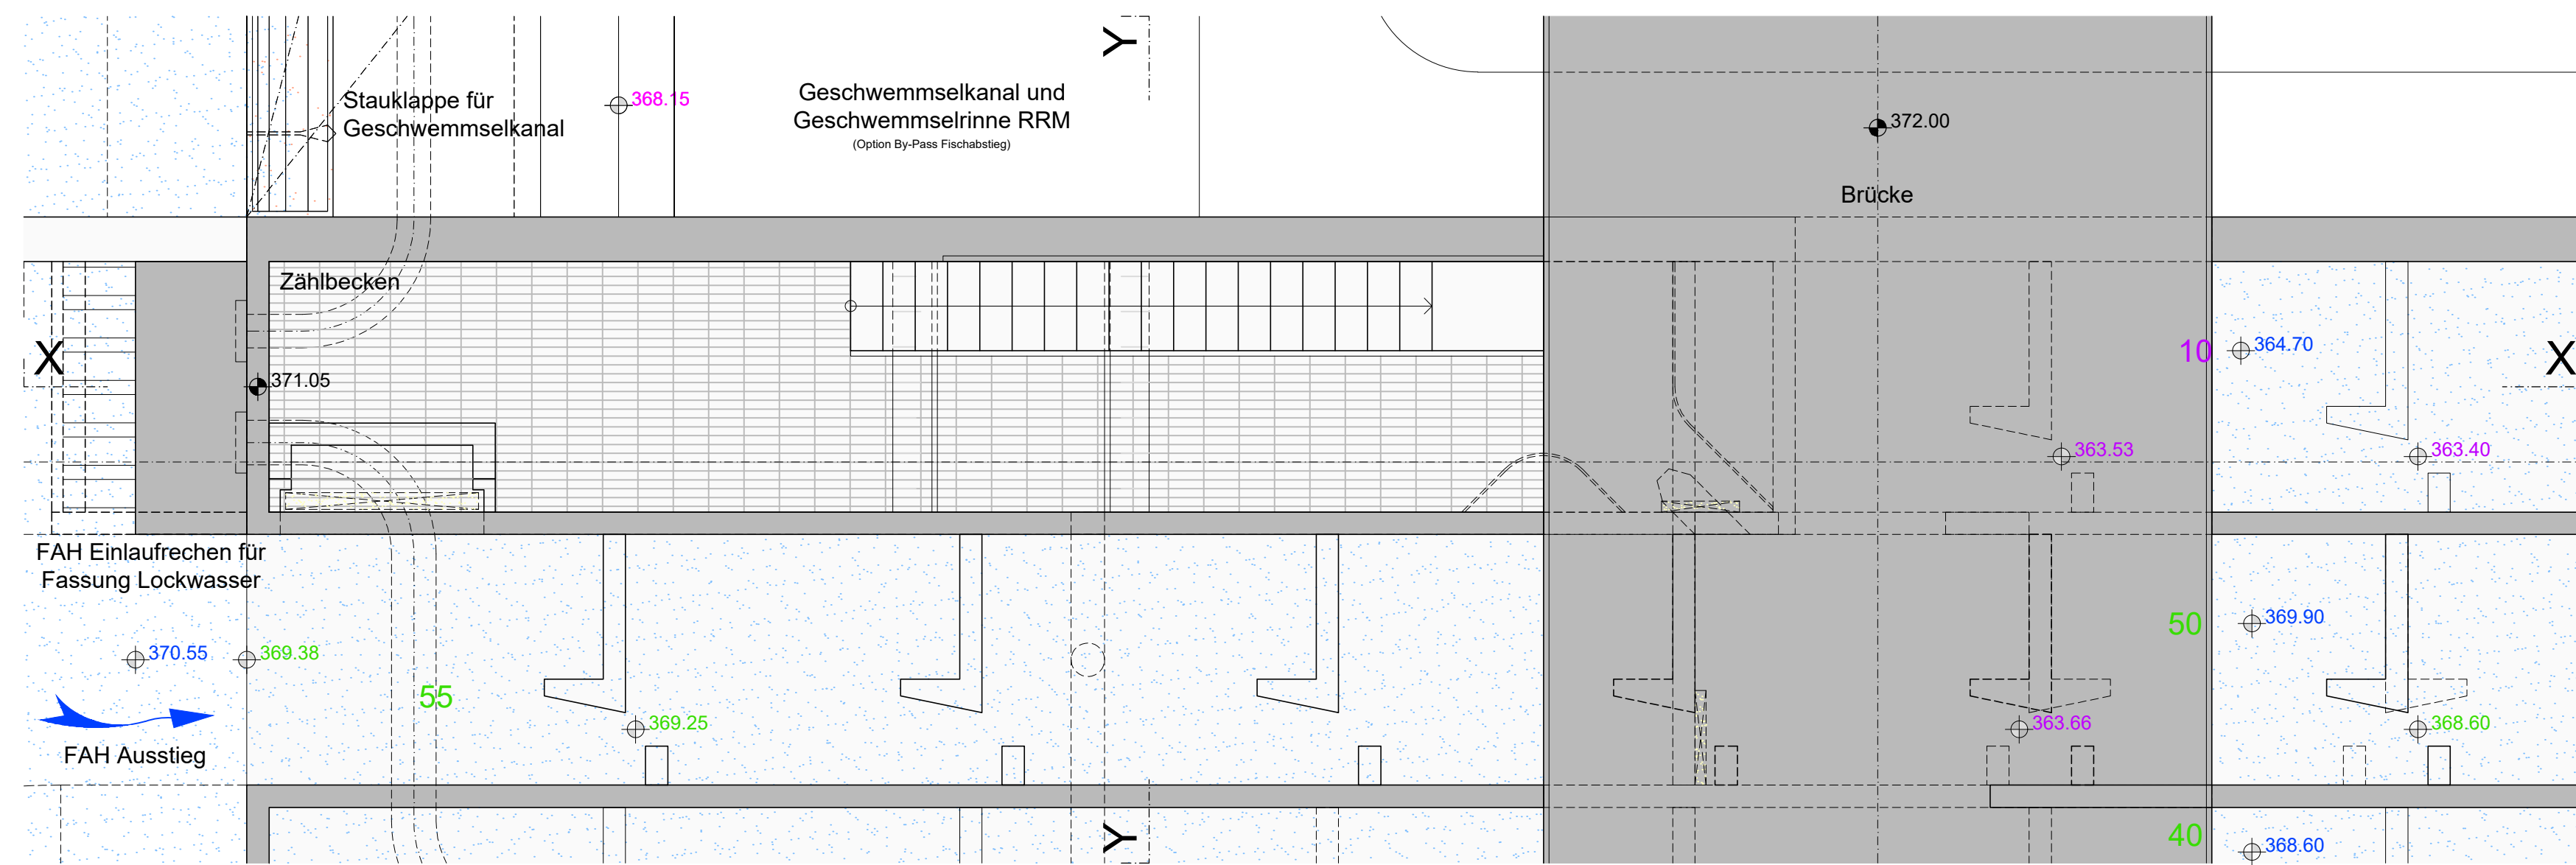 Y
Stauklappe für
Geschwemmselkanal
368.15
Geschwemmselkanal und
Geschwemmselrinne RRM
(Option By-Pass Fischabstieg)
372.00
Brücke
Zählbecken
X
371.05
10
364.70
X
363.53
363.40
FAH Einlaufrechen für
Fassung Lockwasser
370.55
369.38
55
369.25
50
369.90
363.66
368.60
FAH Ausstieg
Y
40
368.60